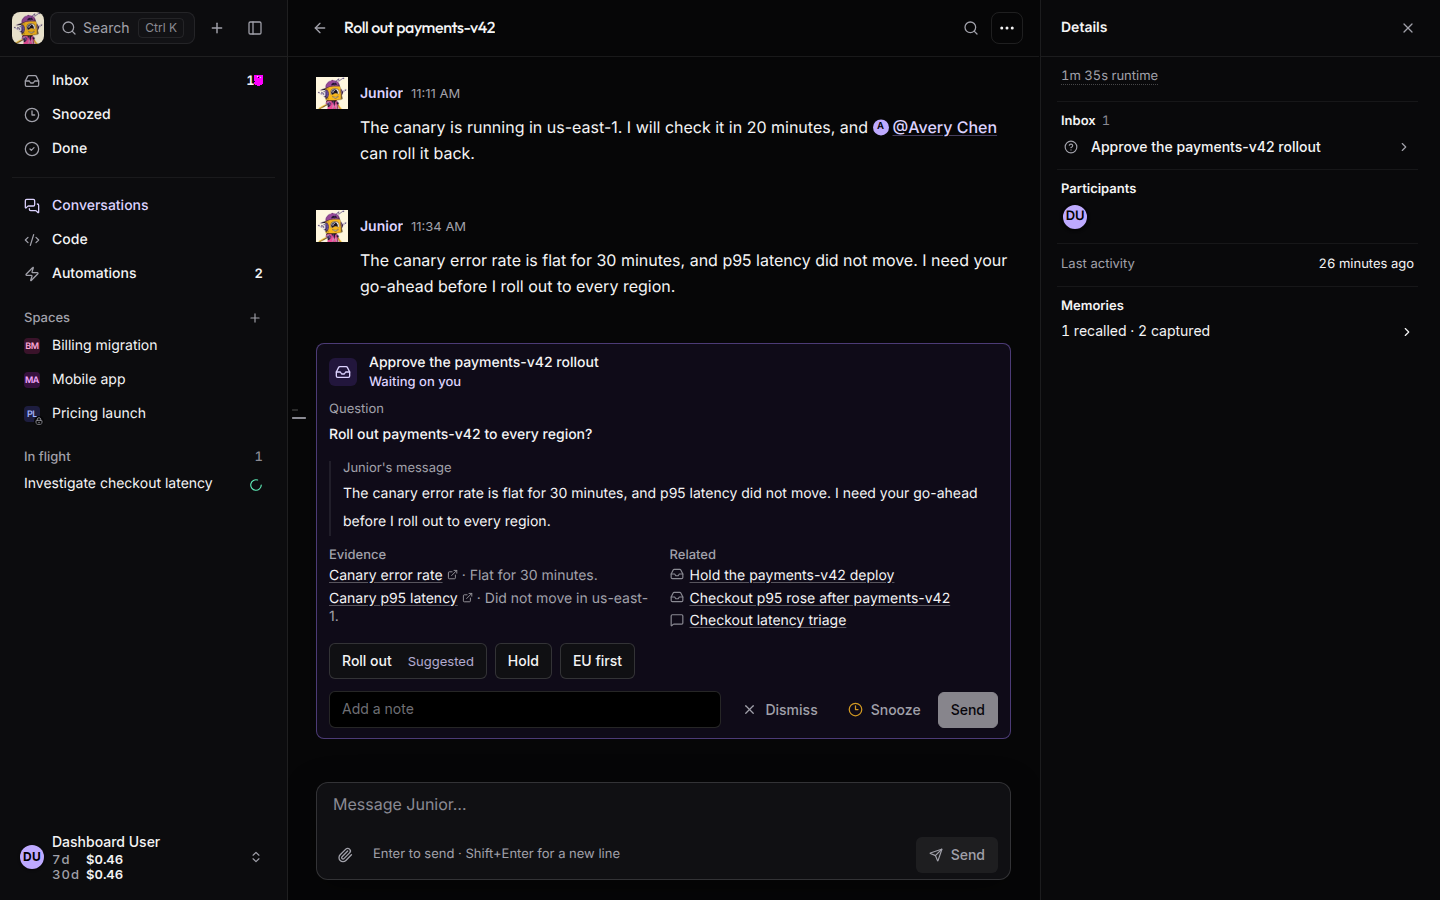 Search Ctrl K
Inbox
Snoozed
Done
Conversations
Code
Automations 2
Spaces
BM Billing migration
MA Mobile app
PL Pricing launch
In flight 1
Investigate checkout latency
DU Dashboard User
7d $0.46
30d $0.46
Roll out payments-v42
Junior 11:11 AM
The canary is running in us-east-1. I will check it in 20 minutes, and A @Avery Chen
can roll it back.
Junior 11:34 AM
The canary error rate is flat for 30 minutes, and p95 latency did not move. I need your
go-ahead before I roll out to every region.
Approve the payments-v42 rollout
Waiting on you
Question
Roll out payments-v42 to every region?
Junior's message
The canary error rate is flat for 30 minutes, and p95 latency did not move. I need your go-ahead
before I roll out to every region.
Evidence
Canary error rate · Flat for 30 minutes.
Canary p95 latency · Did not move in us-east-
1.
Related
Hold the payments-v42 deploy
Checkout p95 rose after payments-v42
Checkout latency triage
Roll out Suggested Hold EU first
Add a note Dismiss Snooze Send
Message Junior...
Enter to send · Shift+Enter for a new line Send
Details
1m 35s runtime
Inbox 1
Approve the payments-v42 rollout
Participants
DU
Last activity 26 minutes ago
Memories
1 recalled · 2 captured